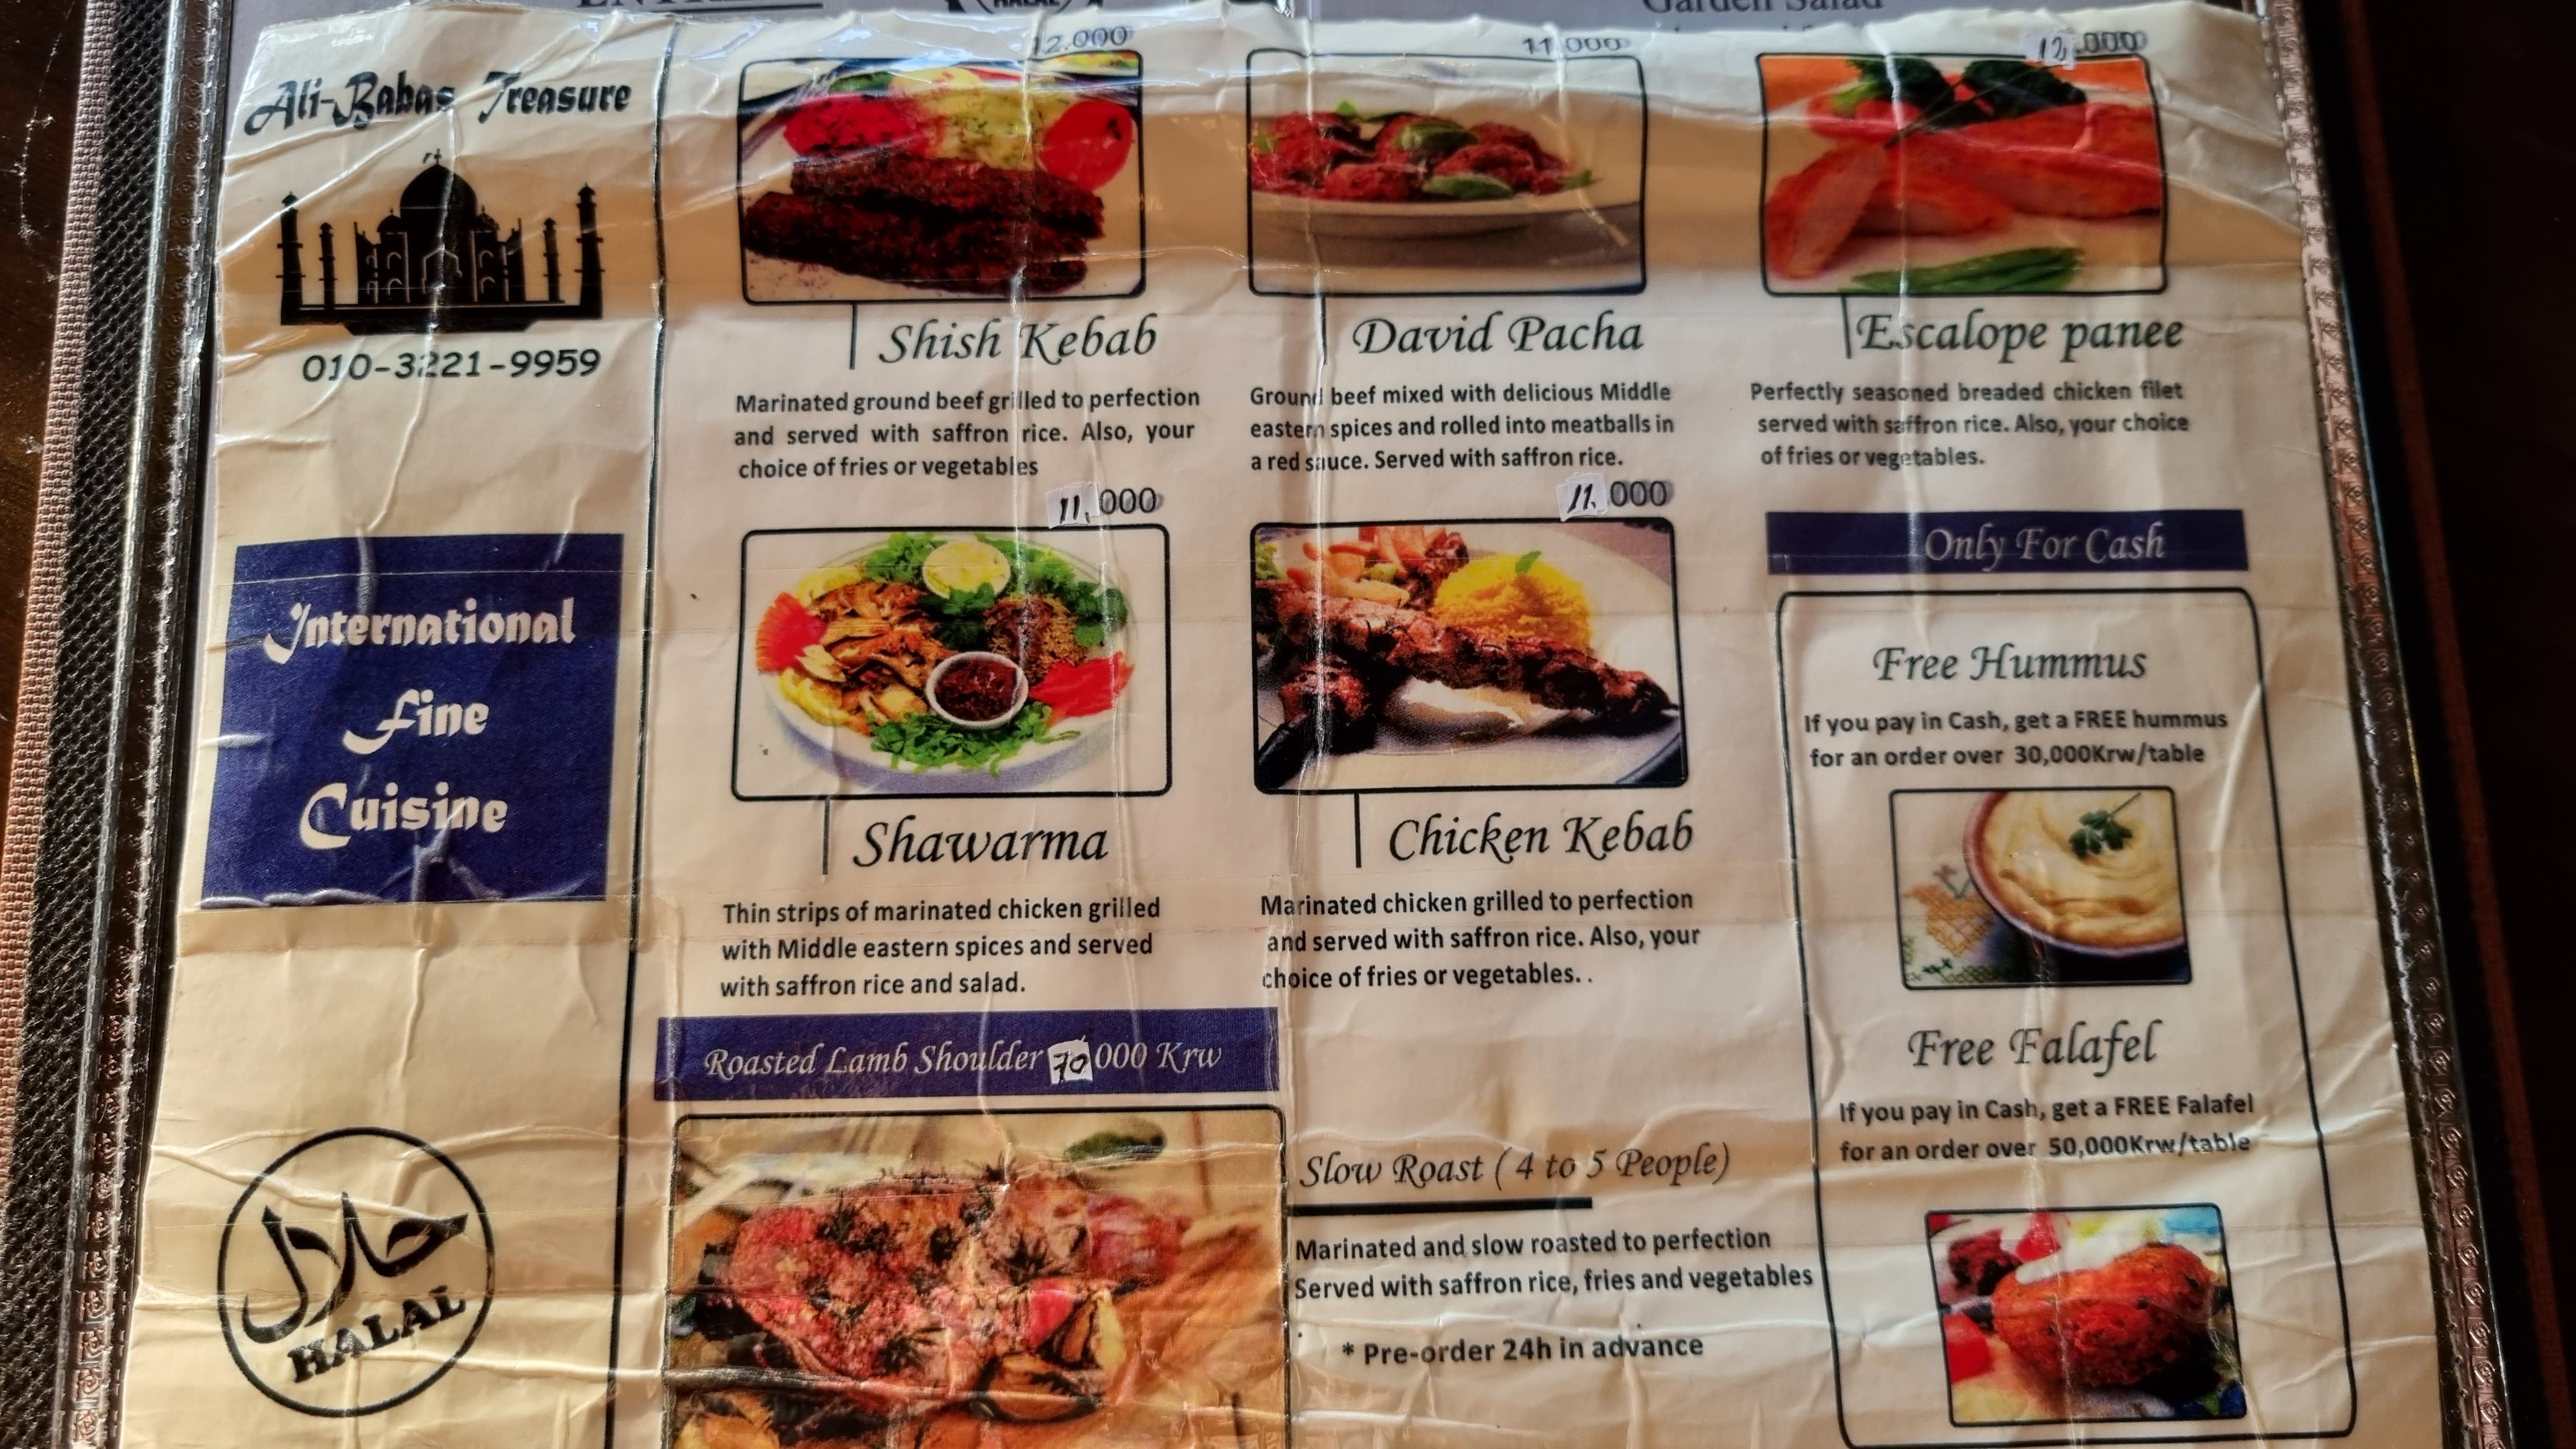 Garden Salad
HALAL
Ali-Babas Treasure
010-3221-9959
International
Fine
Cuisine
حلال
HALAL
12.000
Shish Kebab
Marinated ground beef grilled to perfection
and served with saffron rice. Also, your
choice of fries or vegetables
11.000
David Pacha
Ground beef mixed with delicious Middle
eastern spices and rolled into meatballs in
a red sauce. Served with saffron rice.
12,000
Escalope panee
Perfectly seasoned breaded chicken filet
served with saffron rice. Also, your choice
of fries or vegetables.
11,000
Shawarma
Thin strips of marinated chicken grilled
with Middle eastern spices and served
with saffron rice and salad.
11.000
Chicken Kebab
Marinated chicken grilled to perfection
and served with saffron rice. Also, your
choice of fries or vegetables. .
Only For Cash
Free Hummus
If you pay in Cash, get a FREE hummus
for an order over 30,000Krw/table
Free Falafel
If you pay in Cash, get a FREE Falafel
for an order over 50,000Krw/table
Roasted Lamb Shoulder 70 000 Krw
Slow Roast ( 4 to 5 People)
Marinated and slow roasted to perfection
Served with saffron rice, fries and vegetables
* Pre-order 24h in advance